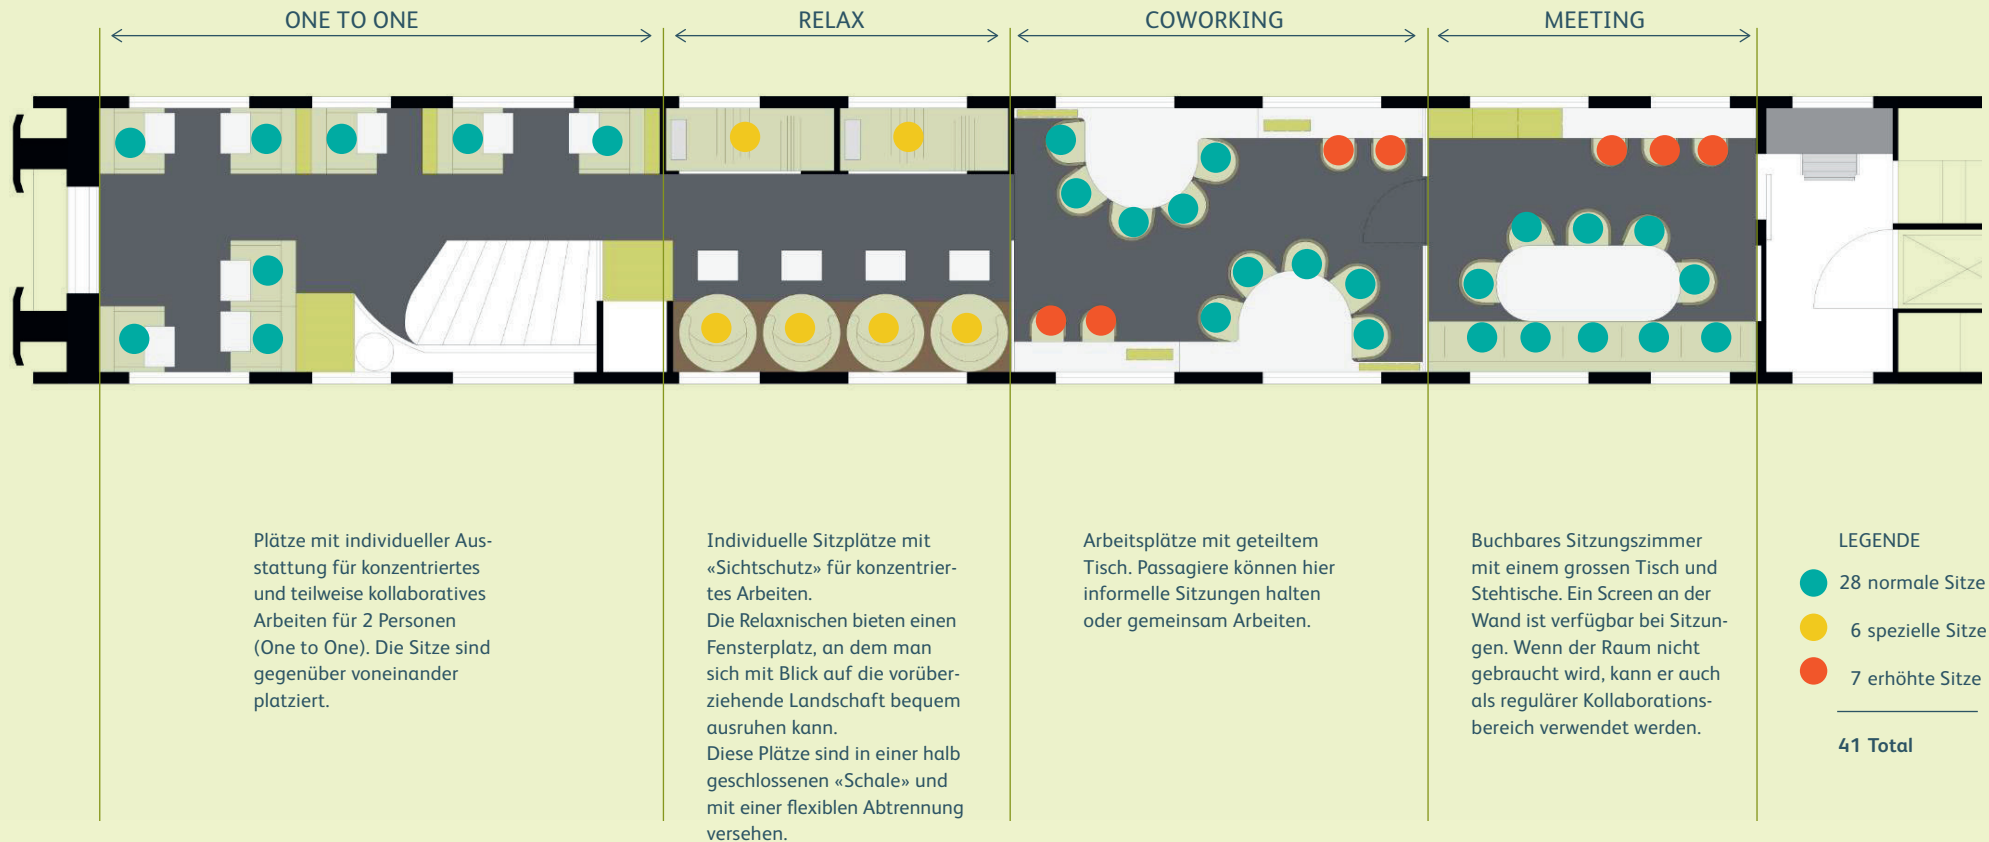 ONE TO ONE
RELAX
COWORKING
MEETING
Plätze mit individueller Aus-
stattung für konzentriertes
und teilweise kollaboratives
Arbeiten für 2 Personen
(One to One). Die Sitze sind
gegenüber voneinander
platziert.
Individuelle Sitzplätze mit
«Sichtschutz» für konzentrier-
tes Arbeiten.
Die Relaxnischen bieten einen
Fensterplatz, an dem man
sich mit Blick auf die vorüber-
ziehende Landschaft bequem
ausruhen kann.
Diese Plätze sind in einer halb
geschlossenen «Schale» und
mit einer flexiblen Abtrennung
versehen.
Arbeitsplätze mit geteiltem
Tisch. Passagiere können hier
informelle Sitzungen halten
oder gemeinsam Arbeiten.
Buchbares Sitzungszimmer
mit einem grossen Tisch und
Stehtische. Ein Screen an der
Wand ist verfügbar bei Sitzun-
gen. Wenn der Raum nicht
gebraucht wird, kann er auch
als regulärer Kollaborations-
bereich verwendet werden.
LEGENDE
28 normale Sitze
6 spezielle Sitze
7 erhöhte Sitze
41 Total